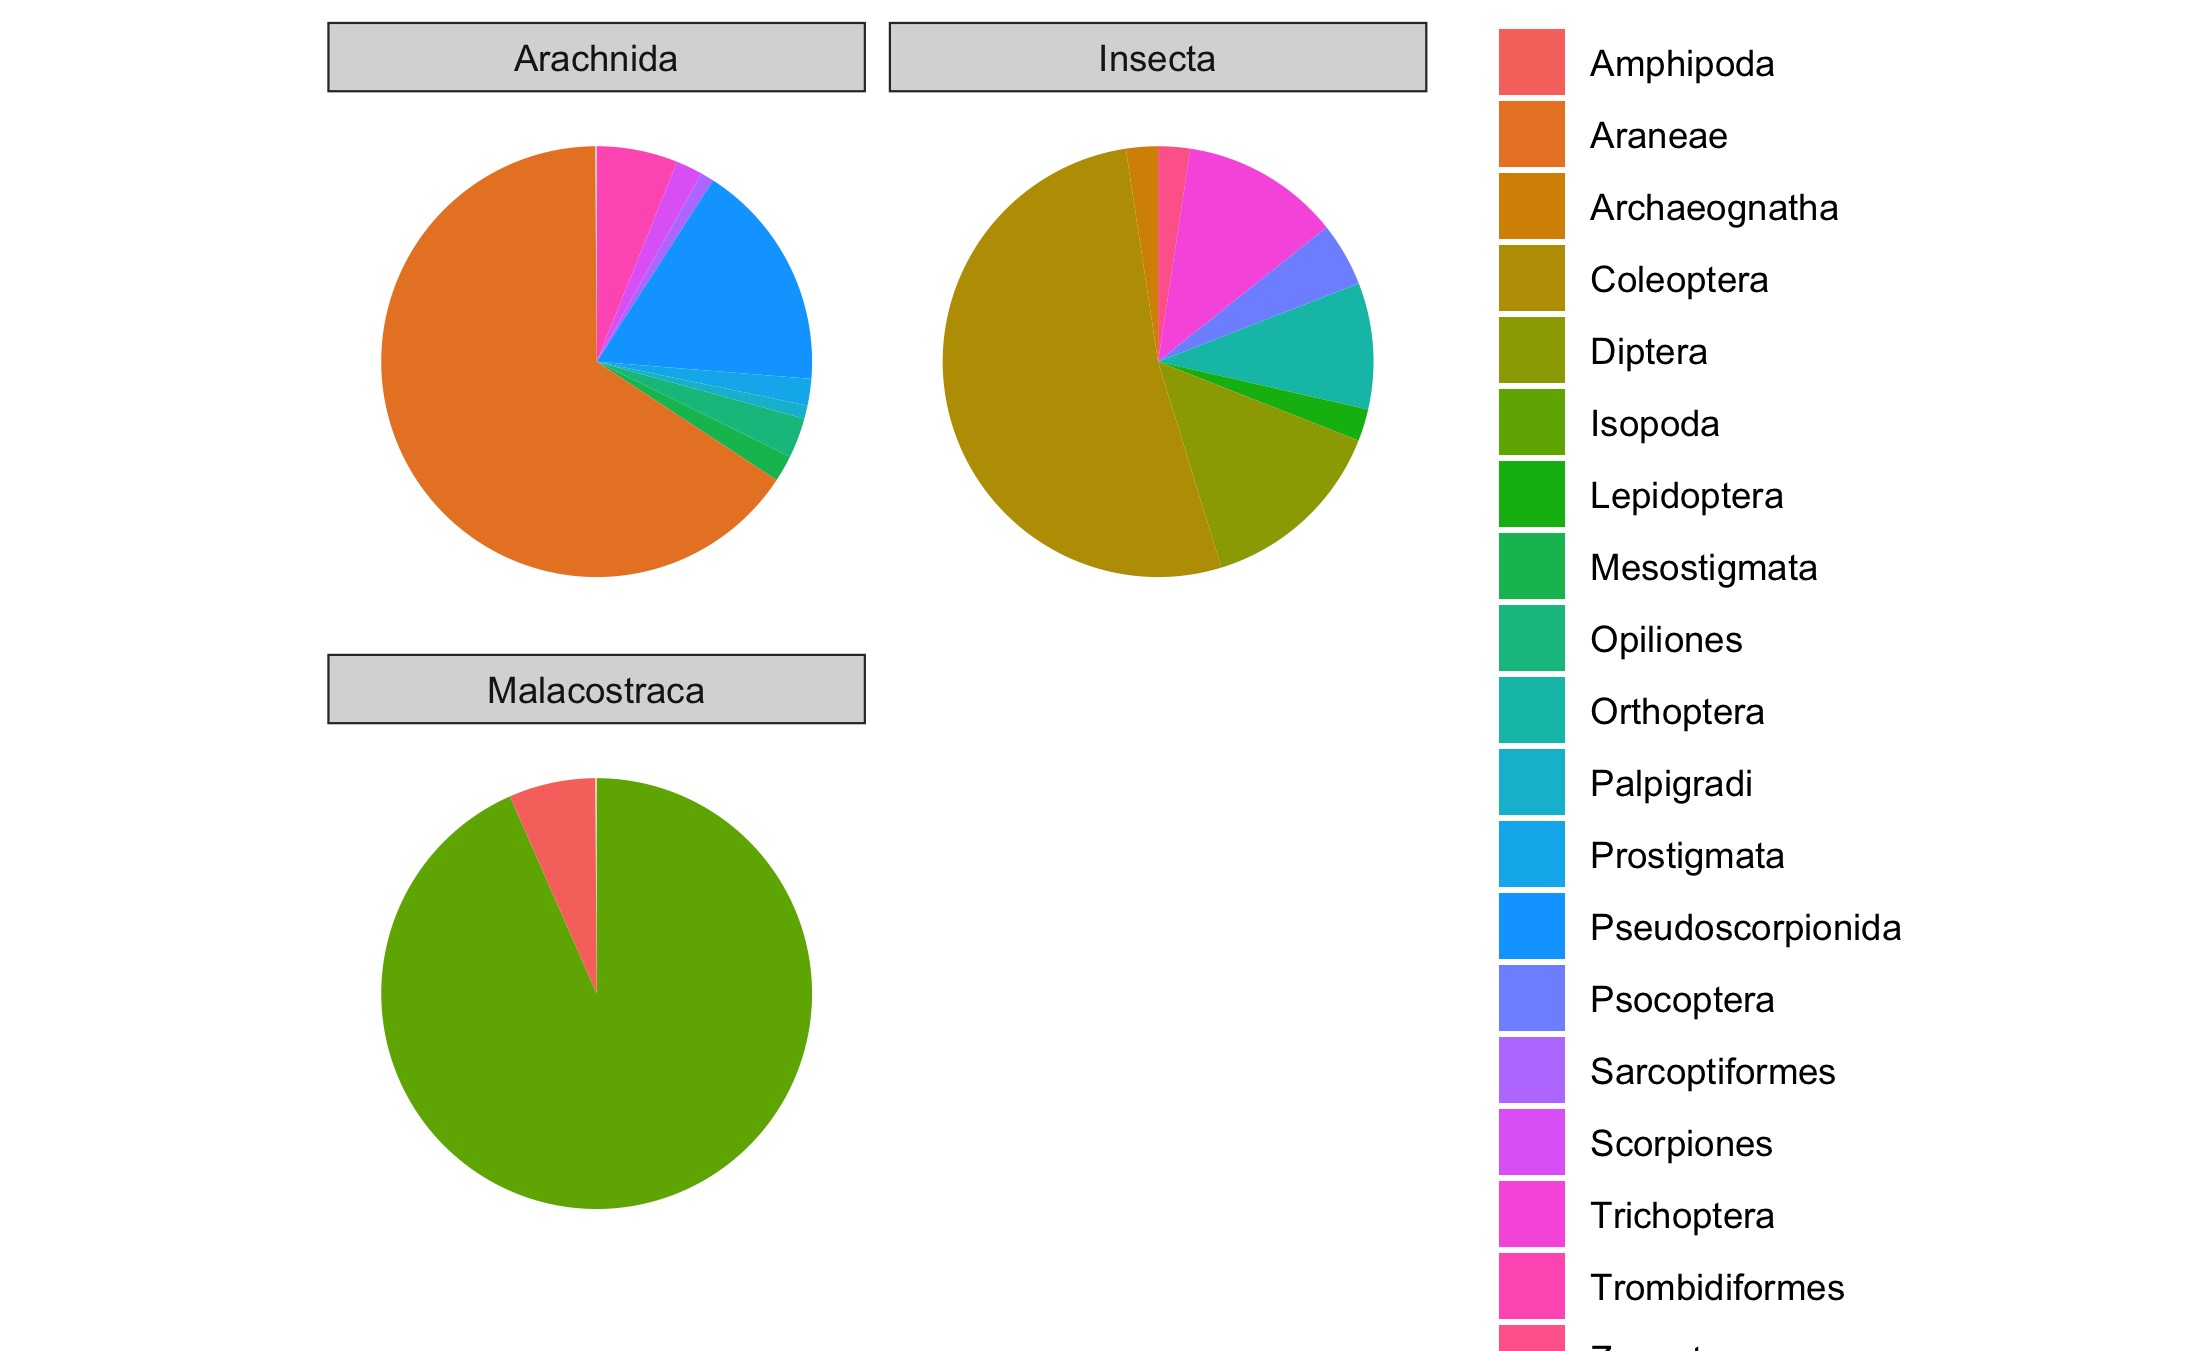 Arachnida
Insecta
Malacostraca
Amphipoda
Araneae
Archaeognatha
Coleoptera
Diptera
Isopoda
Lepidoptera
Mesostigmata
Opiliones
Orthoptera
Palpigradi
Prostigmata
Pseudoscorpionida
Psocoptera
Sarcoptiformes
Scorpiones
Trichoptera
Trombidiformes